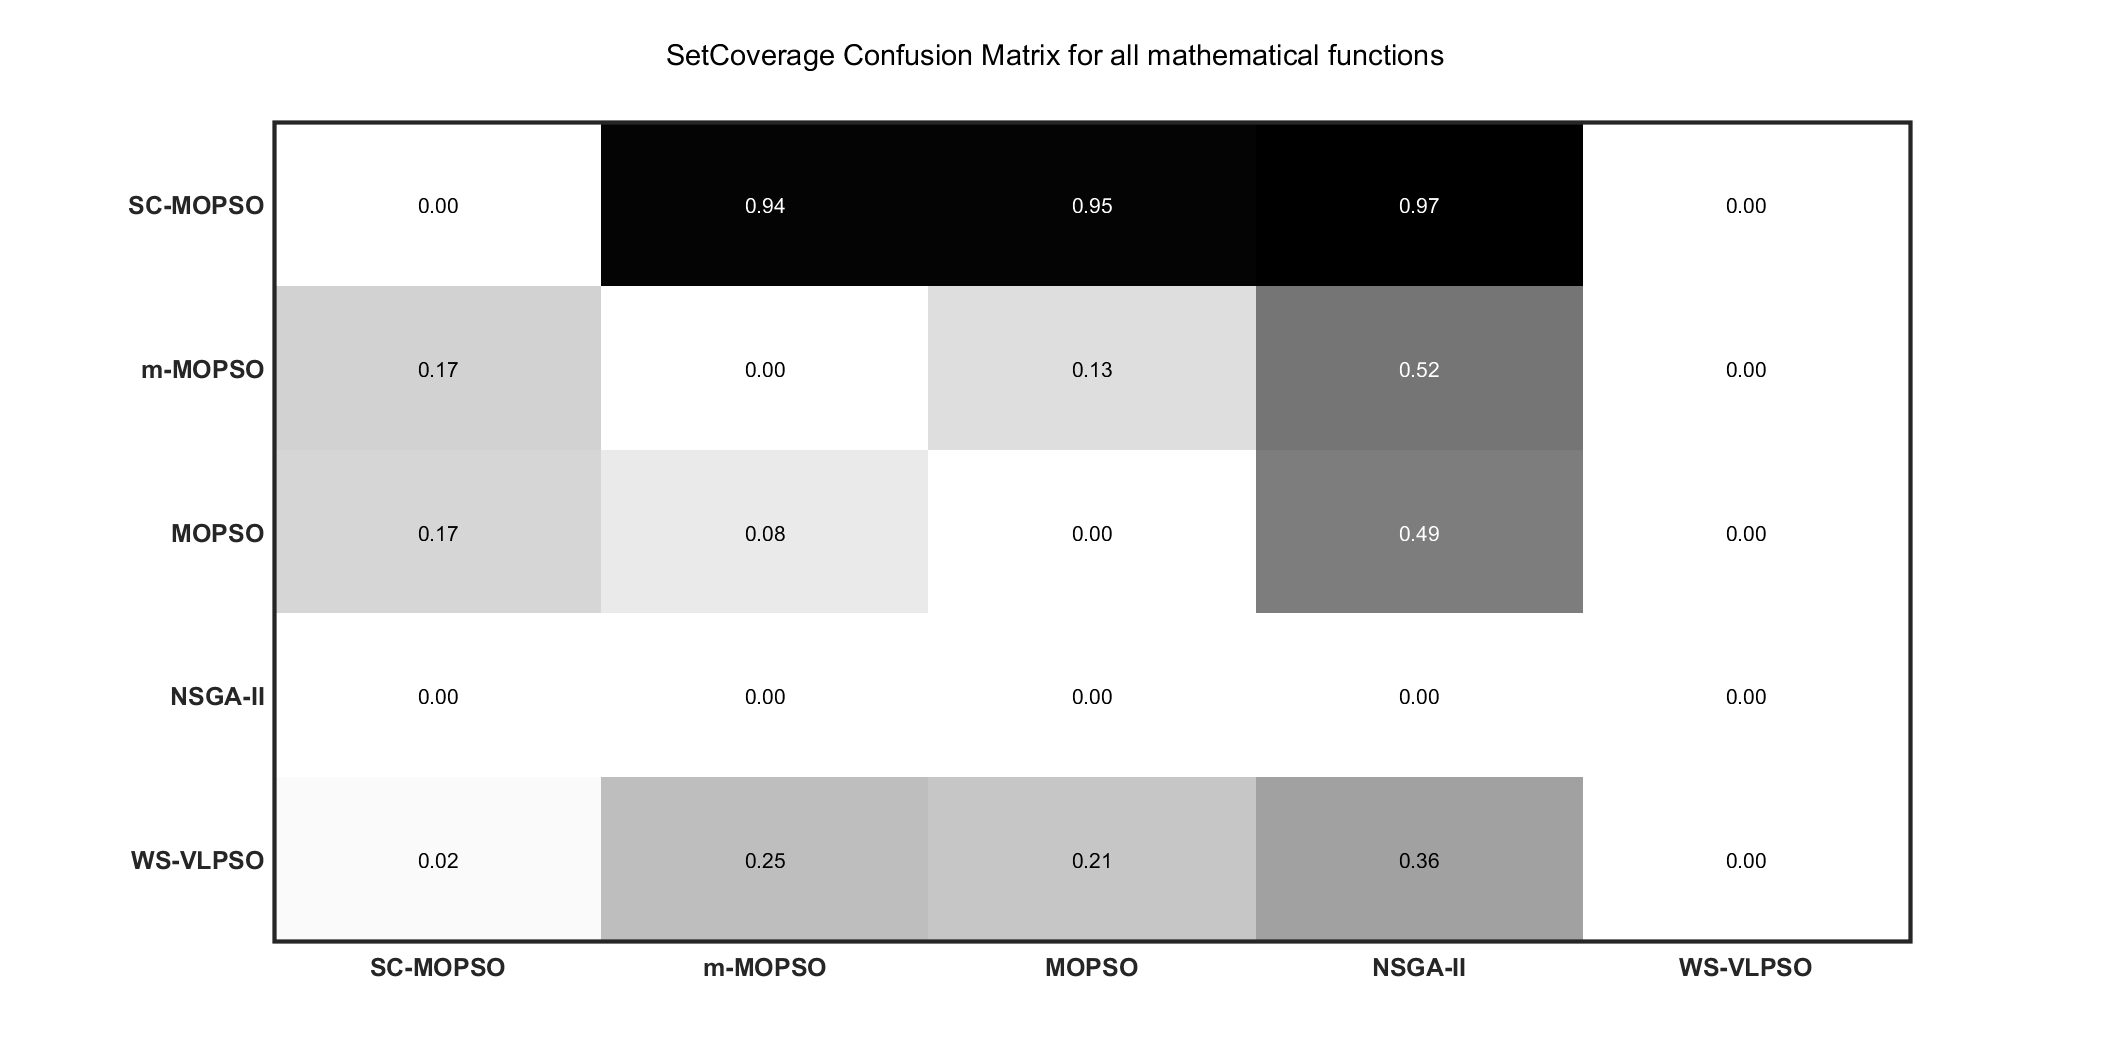 SetCoverage Confusion Matrix for all mathematical functions
SC-MOPSO 0.00 0.94 0.95 0.97 0.00
m-MOPSO 0.17 0.00 0.13 0.52 0.00
MOPSO 0.17 0.08 0.00 0.49 0.00
NSGA-II 0.00 0.00 0.00 0.00 0.00
WS-VLPSO 0.02 0.25 0.21 0.36 0.00
SC-MOPSO m-MOPSO MOPSO NSGA-II WS-VLPSO